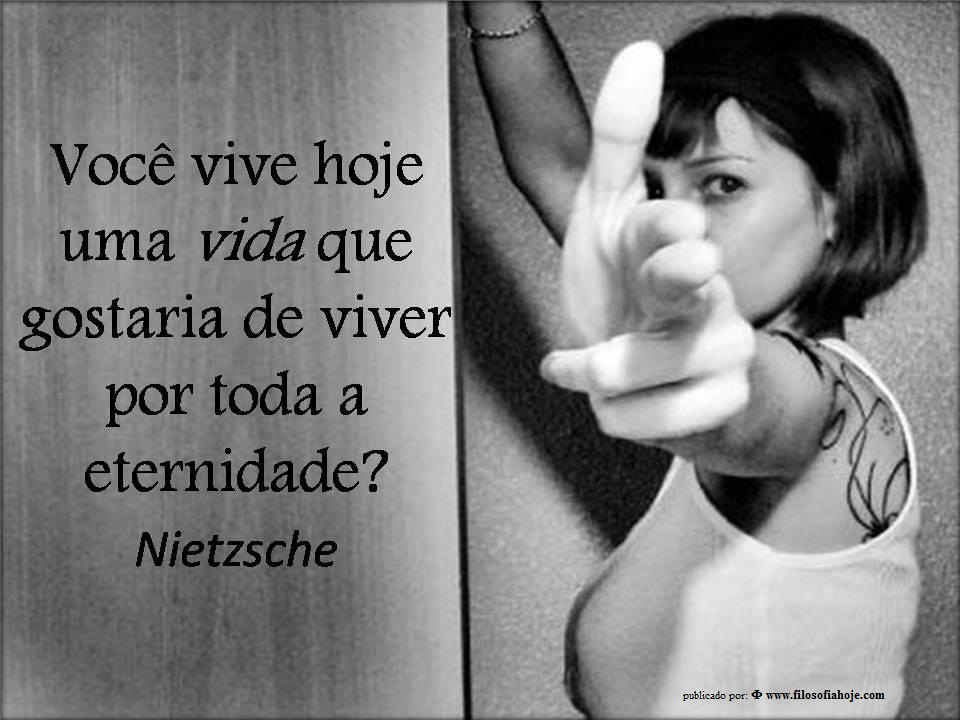 Você vive hoje
uma vida que
gostaria de viver
por toda a
eternidade?
Nietzsche
publicado por: Φ www.filosofiahoje.com